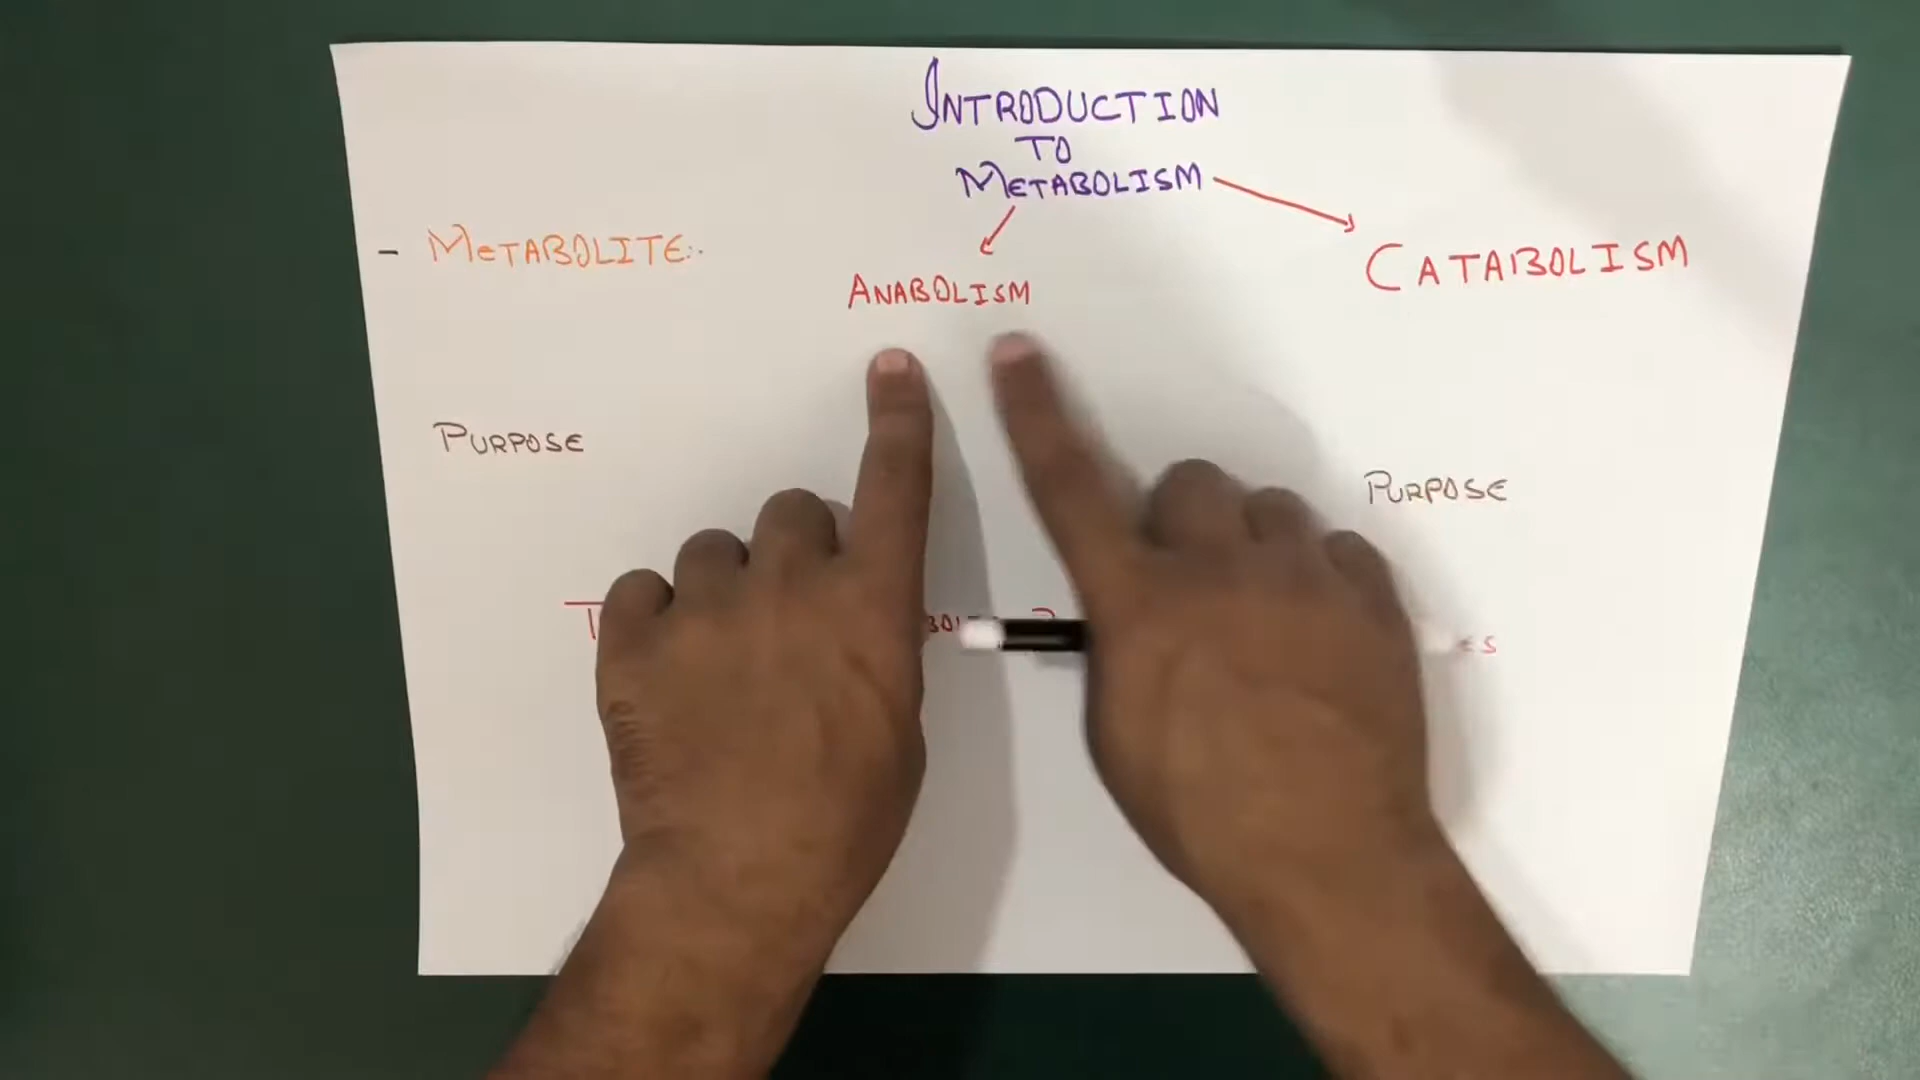 INTRODUCTION
TO
METABOLISM
- METABOLITE:-
ANABOLISM
CATABOLISM
PURPOSE
PURPOSE